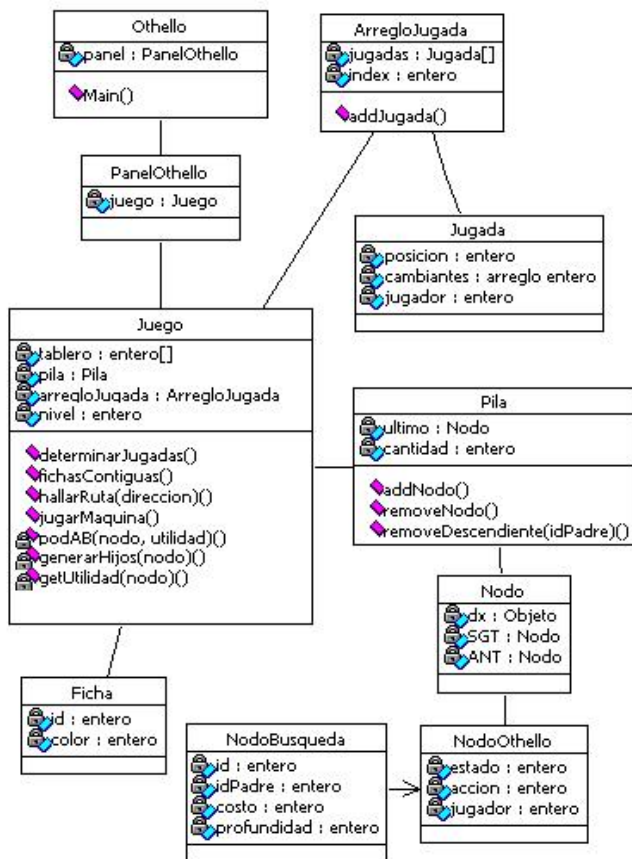 Othello
panel : PanelOthello
Main()
ArregloJugada
jugadas : Jugada[]
index : entero
addJugada()
PanelOthello
juego : Juego
Jugada
posicion : entero
cambiantes : arreglo entero
jugador : entero
Juego
tablero : entero[]
pila : Pila
arregloJugada : ArregloJugada
nivel : entero
determinarJugadas()
fichasContiguas()
hallarRuta(direccion)()
jugarMaquina()
podAB(nodo, utilidad)()
generarHijos(nodo)()
getUtilidad(nodo)()
Pila
ultimo : Nodo
cantidad : entero
addNodo()
removeNodo()
removeDescendiente(idPadre)()
Nodo
dx : Objeto
SGT : Nodo
ANT : Nodo
Ficha
id : entero
color : entero
NodoBusqueda
id : entero
idPadre : entero
costo : entero
profundidad : entero
NodoOthello
estado : entero
accion : entero
jugador : entero